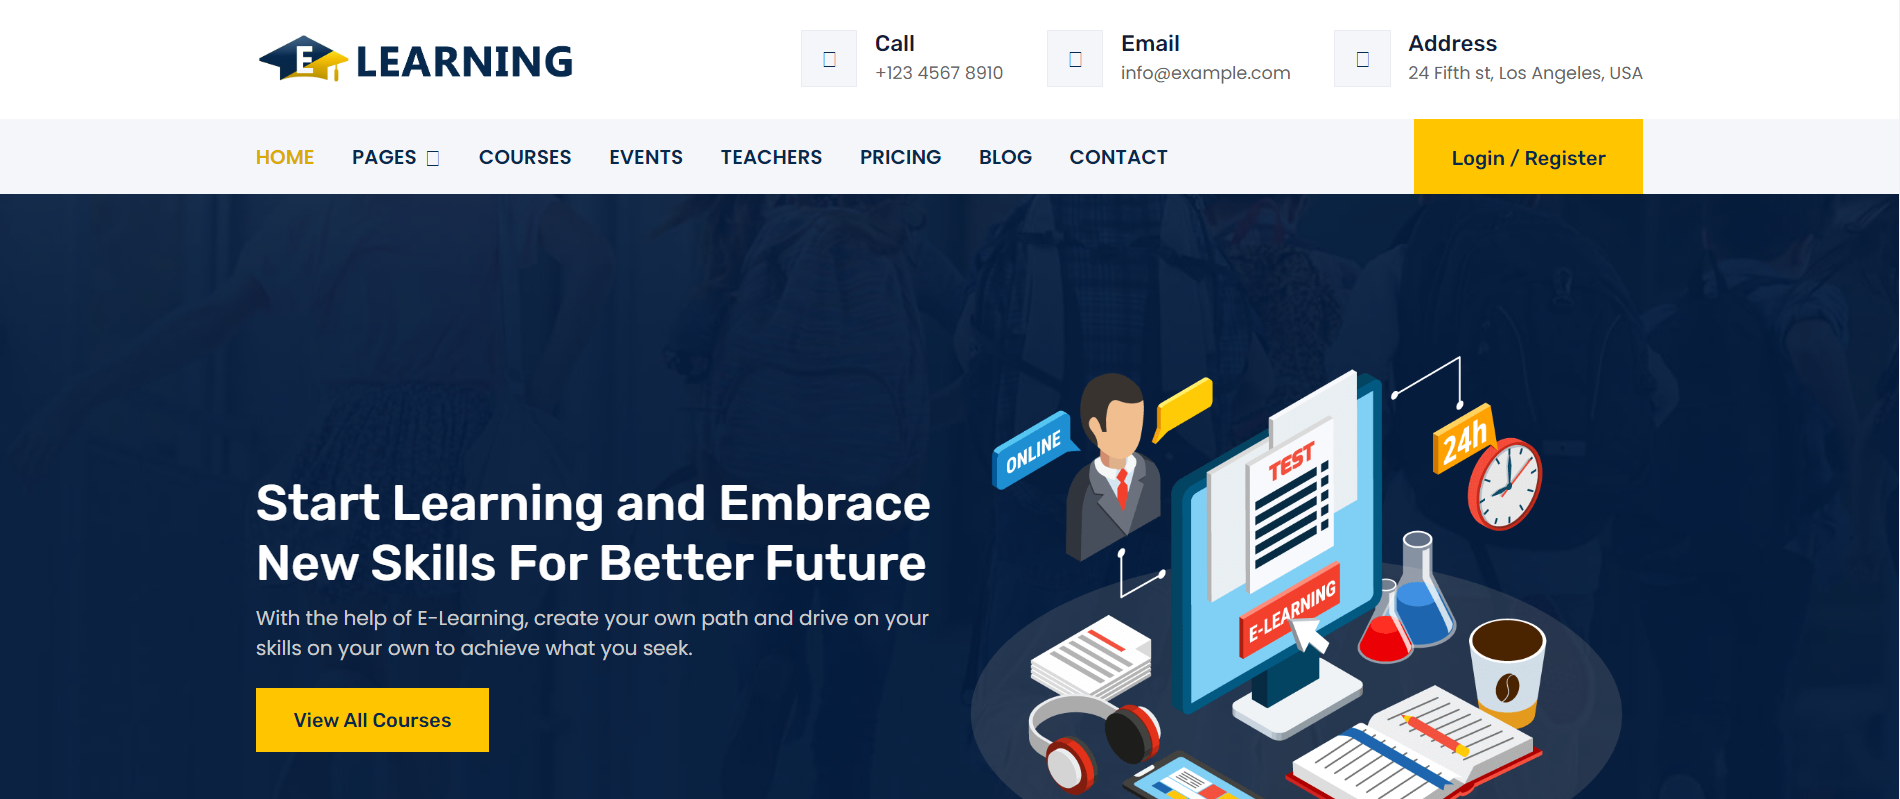 E LEARNING
Call
+123 4567 8910
Email
info@example.com
Address
24 Fifth st, Los Angeles, USA
HOME PAGES COURSES EVENTS TEACHERS PRICING BLOG CONTACT
Login / Register
Start Learning and Embrace
New Skills For Better Future
With the help of E-Learning, create your own path and drive on your
skills on your own to achieve what you seek.
View All Courses
ONLINE
TEST
24h
E-LEARNING